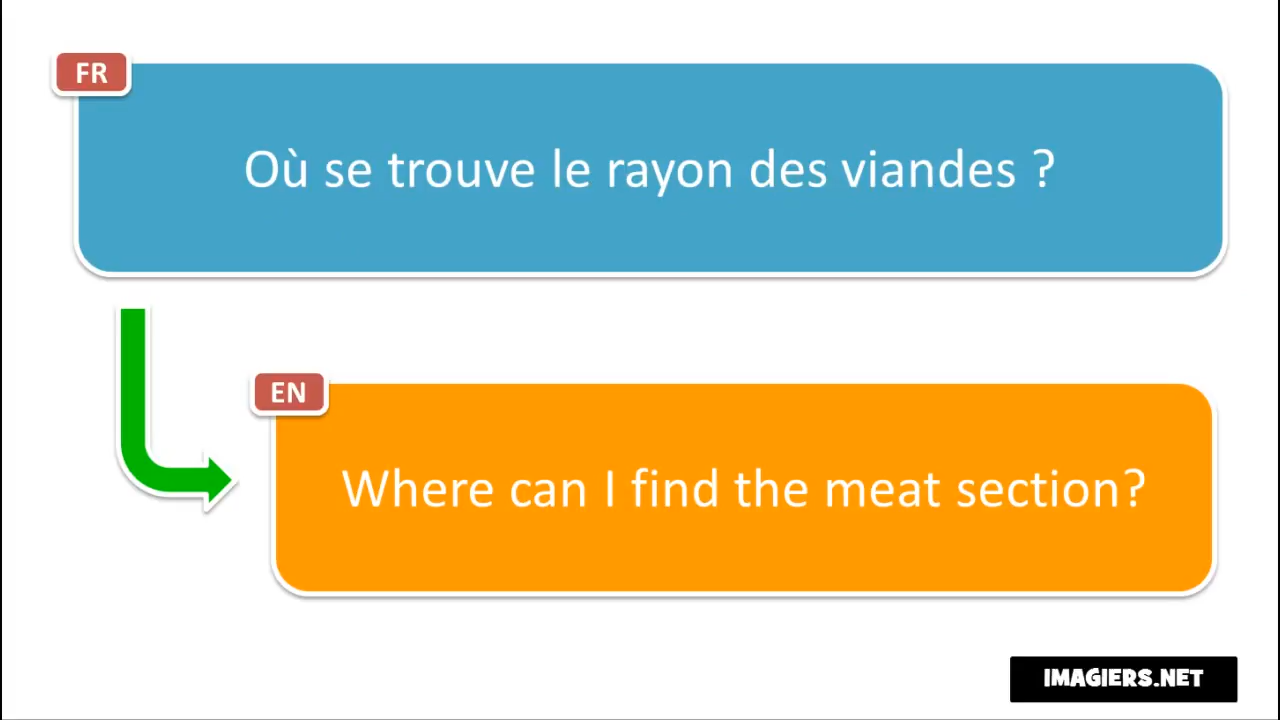 FR
Où se trouve le rayon des viandes ?
EN
Where can I find the meat section?
IMAGIERS.NET